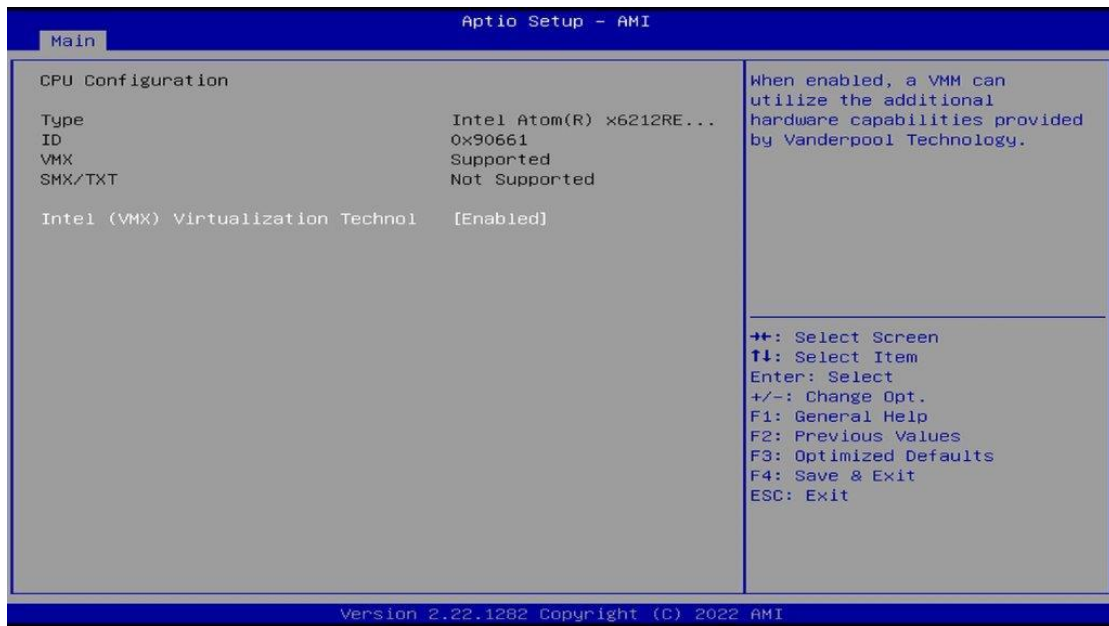 Aptio Setup - AMI
Main
CPU Configuration
Type Intel Atom(R) x6212RE...
ID 0x90661
VMX Supported
SMX/TXT Not Supported
Intel (VMX) Virtualization Technol [Enabled]
When enabled, a VMM can
utilize the additional
hardware capabilities provided
by Vanderpool Technology.
→←: Select Screen
↑↓: Select Item
Enter: Select
+/-: Change Opt.
F1: General Help
F2: Previous Values
F3: Optimized Defaults
F4: Save & Exit
ESC: Exit
Version 2.22.1282 Copyright (C) 2022 AMI